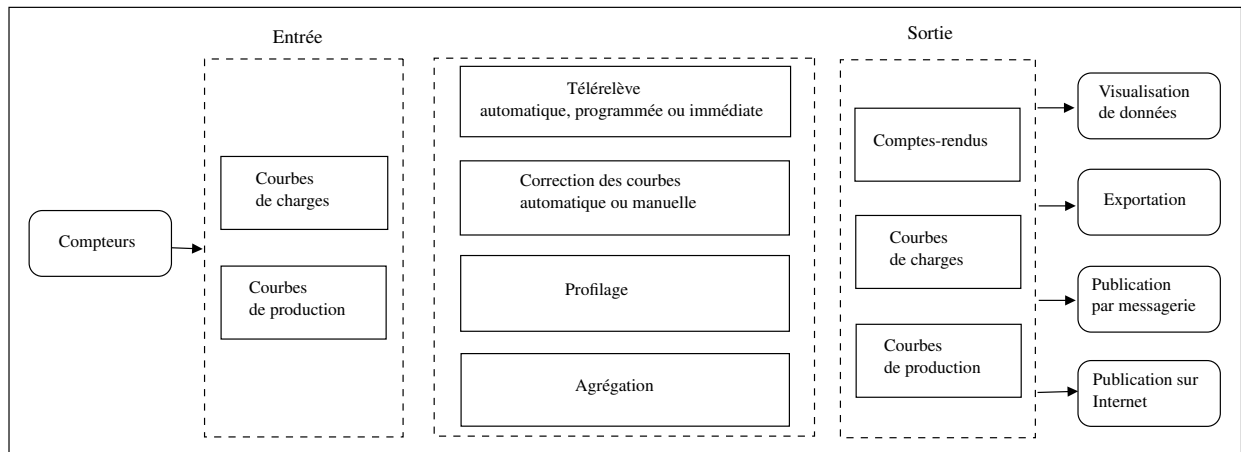 Entrée
Sortie
Compteurs
Courbes
de charges
Courbes
de production
Télérelève
automatique, programmée ou immédiate
Correction des courbes
automatique ou manuelle
Profilage
Agrégation
Comptes-rendus
Courbes
de charges
Courbes
de production
Visualisation
de données
Exportation
Publication
par messagerie
Publication sur
Internet